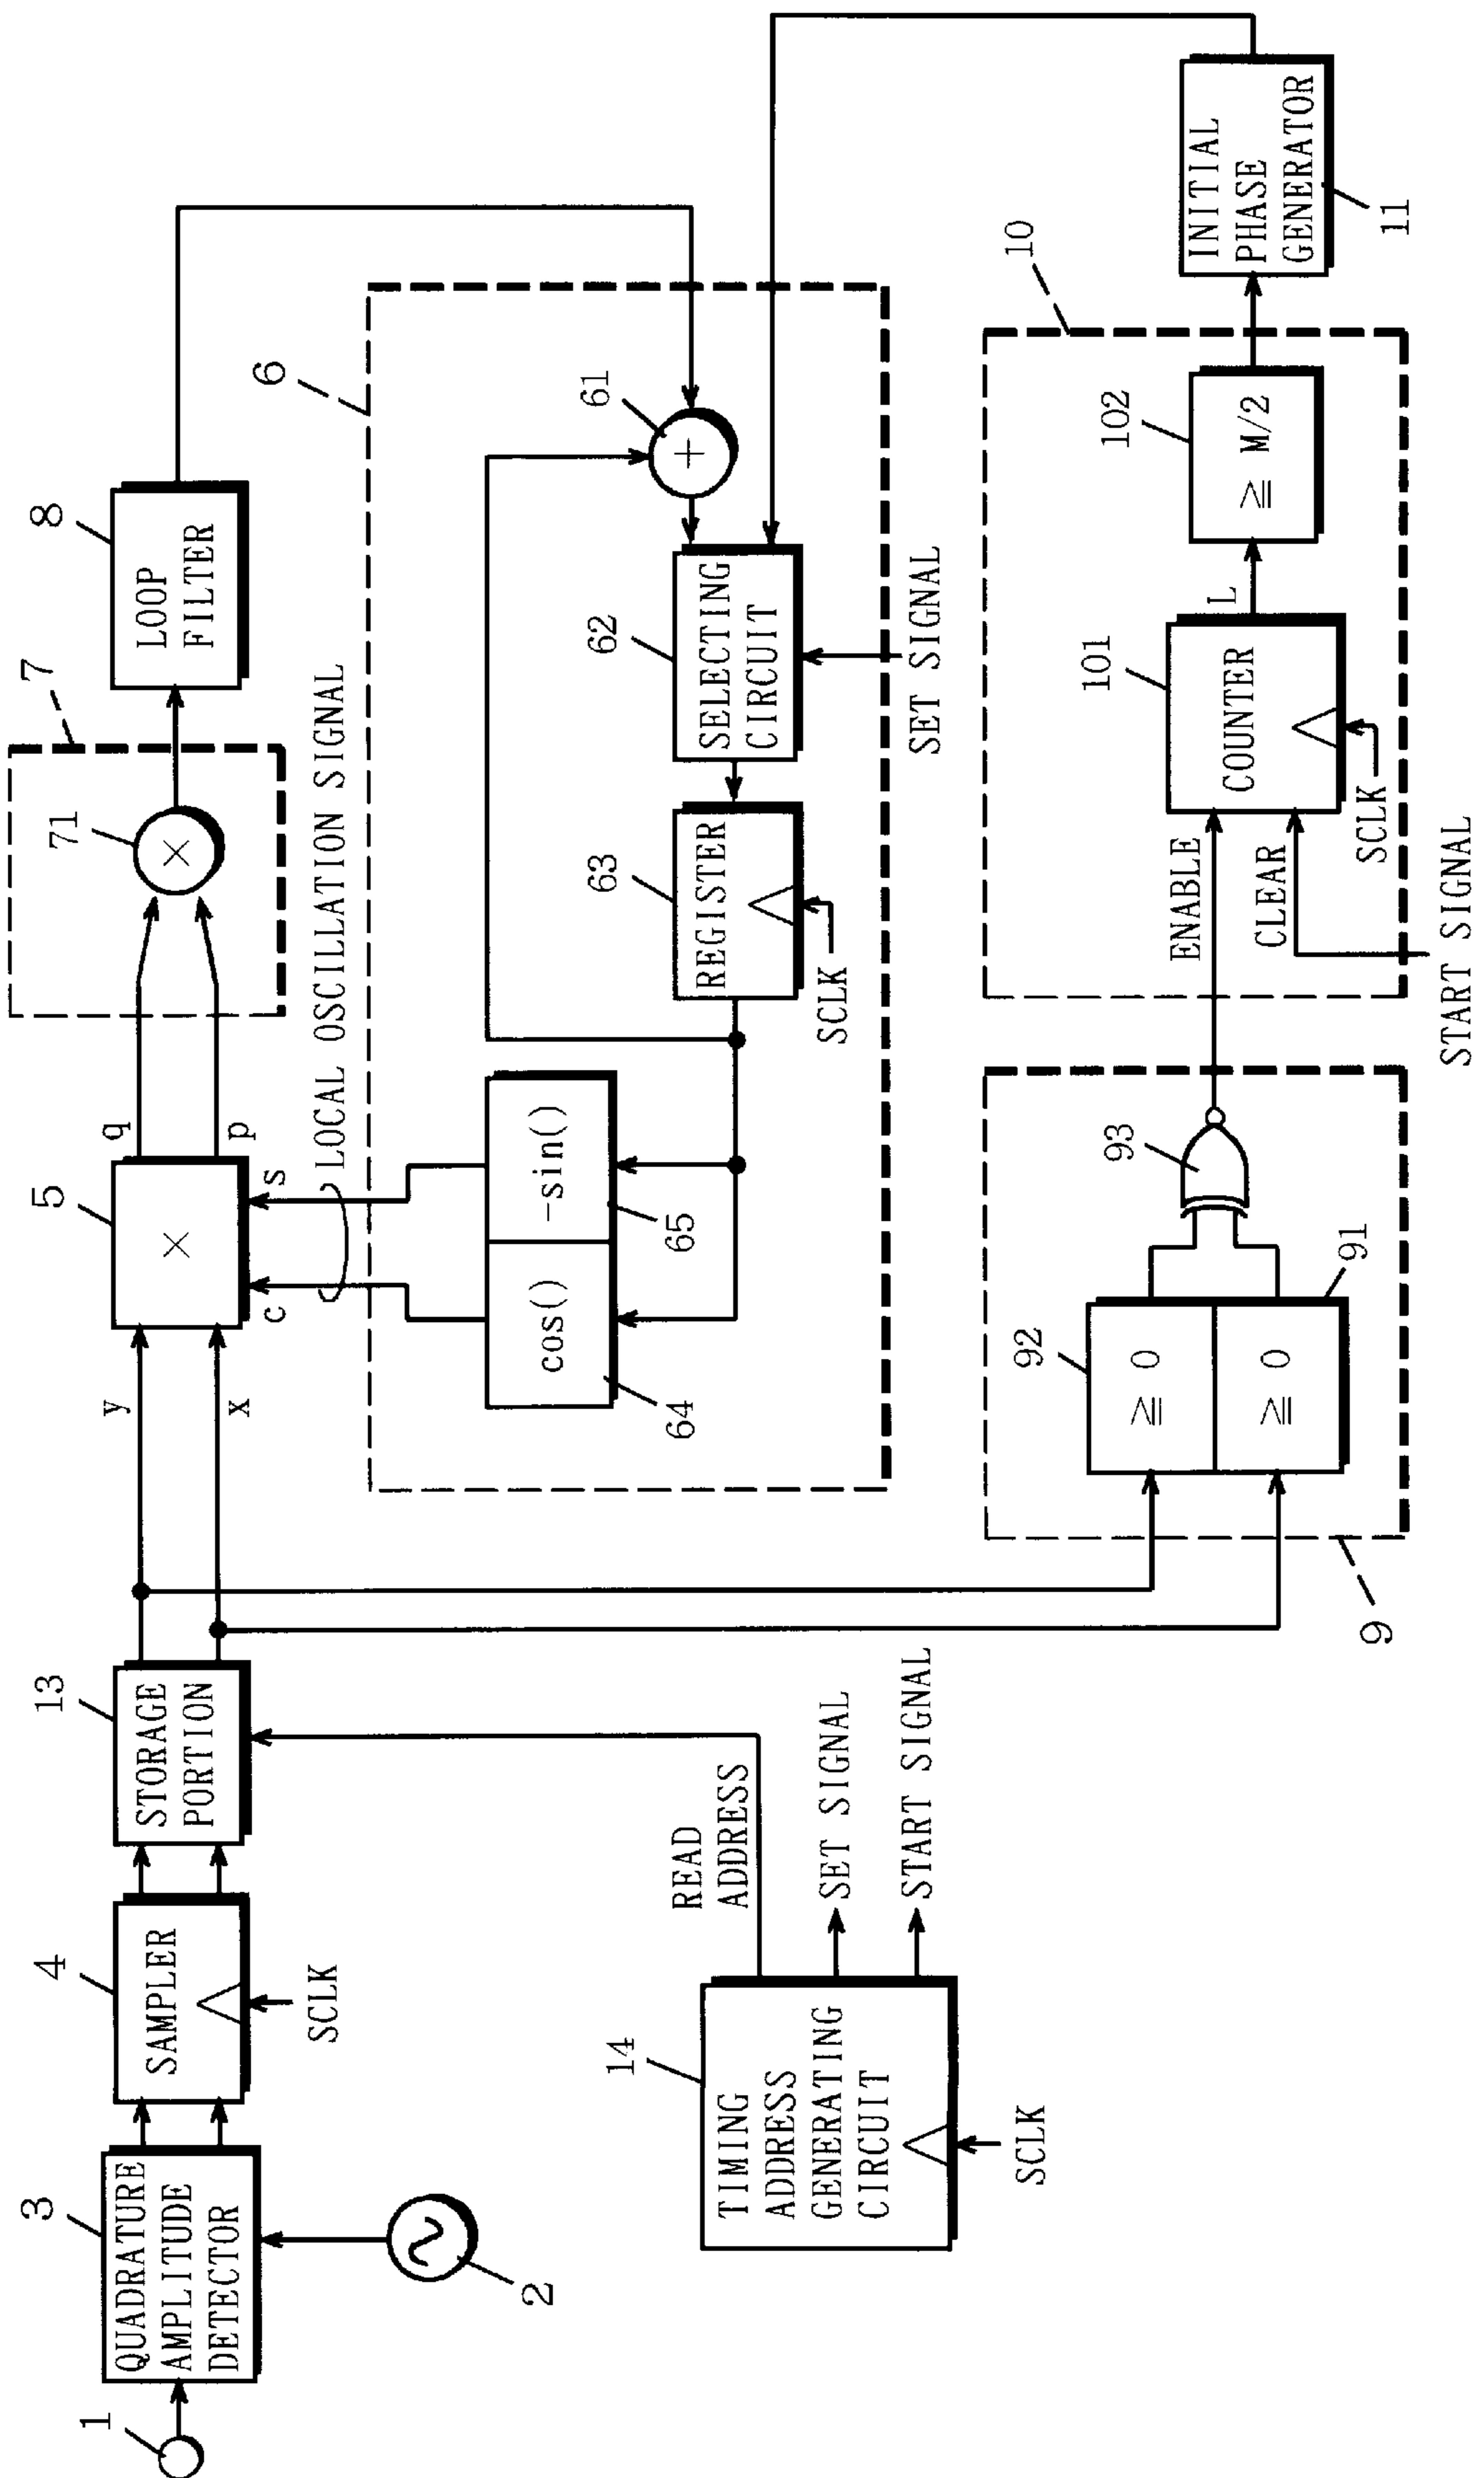 1
QUADRATURE
AMPLITUDE
DETECTOR
3
2
SAMPLER
4
SCLK
STORAGE
PORTION
13
y
x
×
5
q
p
c
s
×
71
7
LOOP
FILTER
8
LOCAL OSCILLATION SIGNAL
6
cos()
64
-sin()
65
REGISTER
63
SCLK
SELECTING
CIRCUIT
62
+
61
SET SIGNAL
TIMING
ADDRESS
GENERATING
CIRCUIT
14
SCLK
READ
ADDRESS
SET SIGNAL
START SIGNAL
9
92
≧ 0
≧ 0
91
93
ENABLE
CLEAR
START SIGNAL
COUNTER
101
SCLK
L
≧ M/2
102
10
INITIAL
PHASE
GENERATOR
11